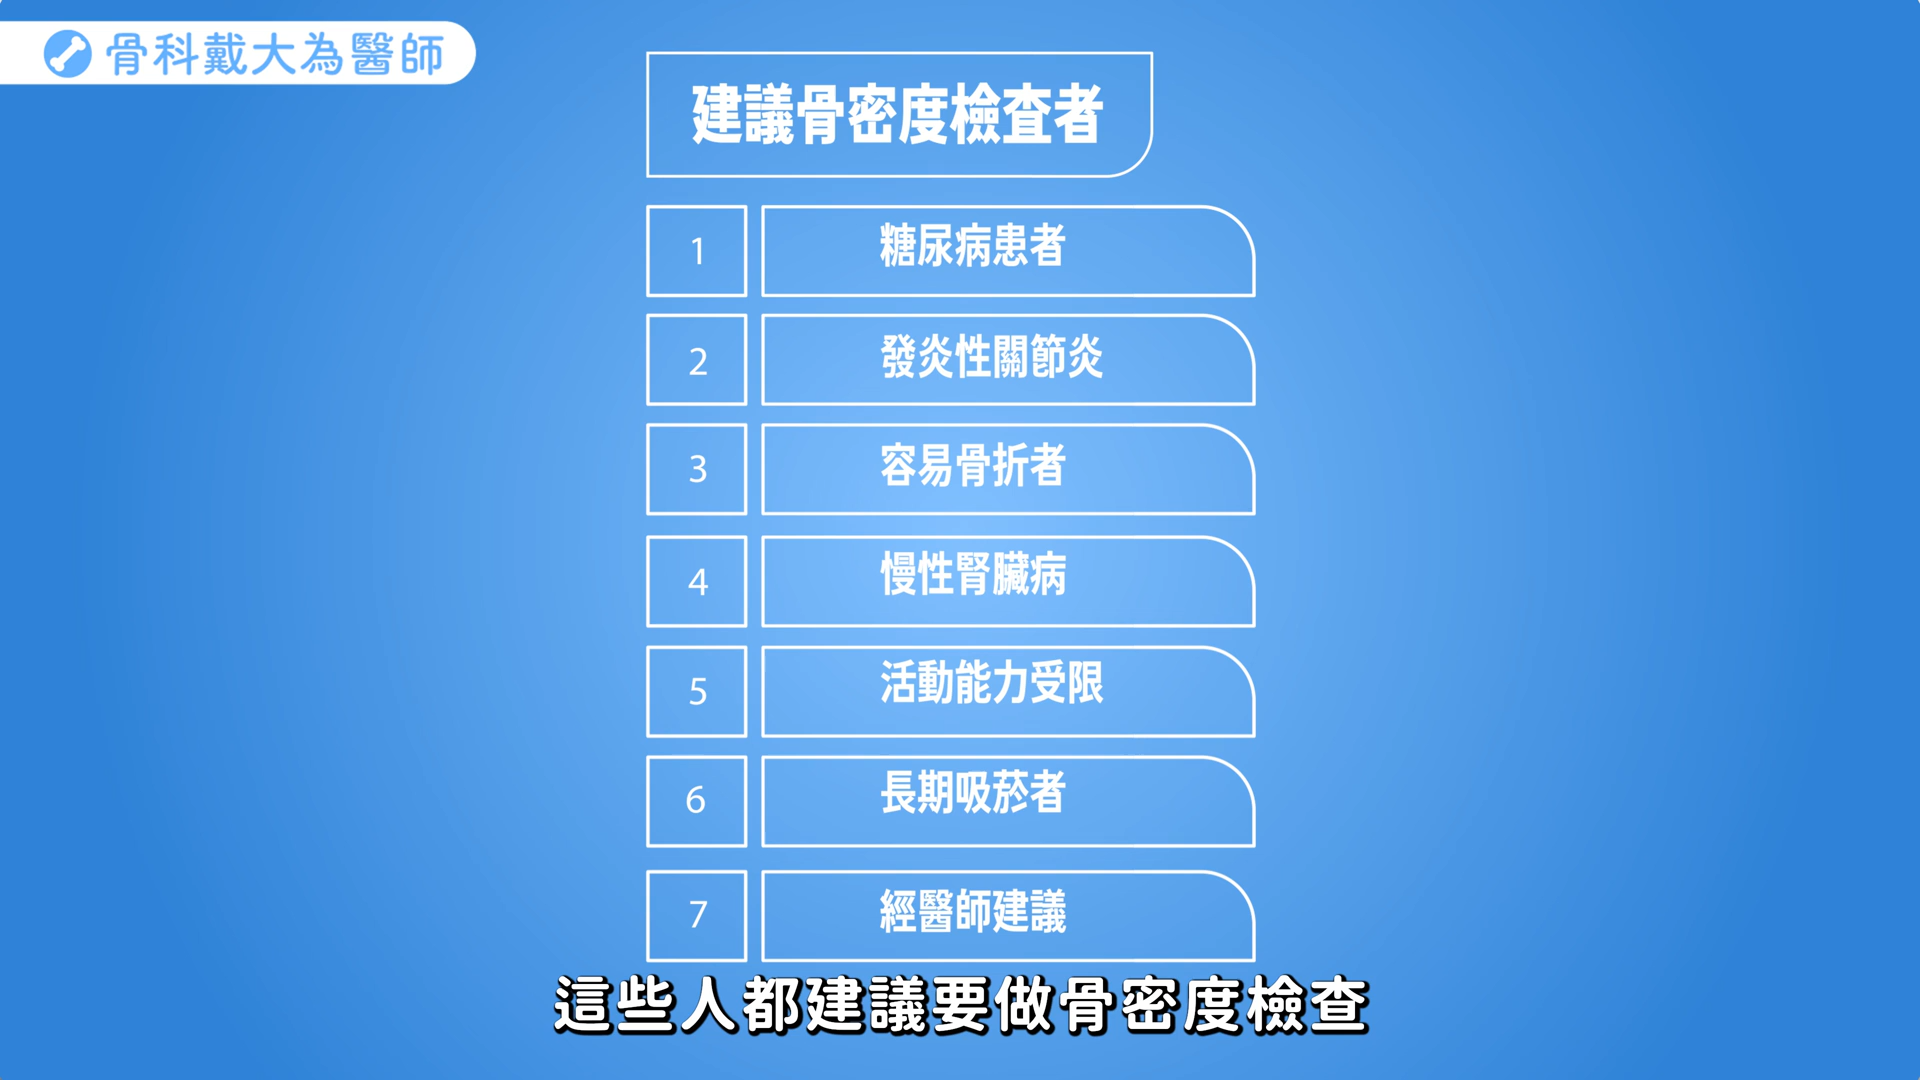 骨科戴大為醫師
建議骨密度檢查者
1 糖尿病患者
2 發炎性關節炎
3 容易骨折者
4 慢性腎臟病
5 活動能力受限
6 長期吸菸者
7 經醫師建議
這些人都建議要做骨密度檢查